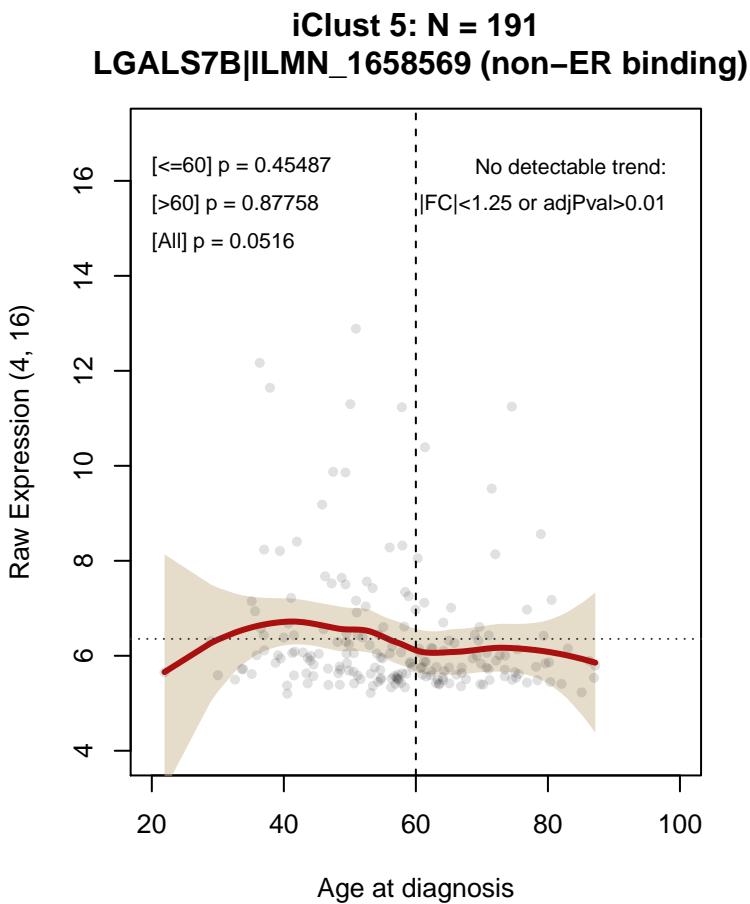 iClust 5: N = 191
LGALS7B|ILMN_1658569 (non−ER binding)
[<=60] p = 0.45487
[>60] p = 0.87758
[All] p = 0.0516
No detectable trend:
|FC|<1.25 or adjPval>0.01
Raw Expression (4, 16)
16
14
12
10
8
6
4
20 40 60 80 100
Age at diagnosis